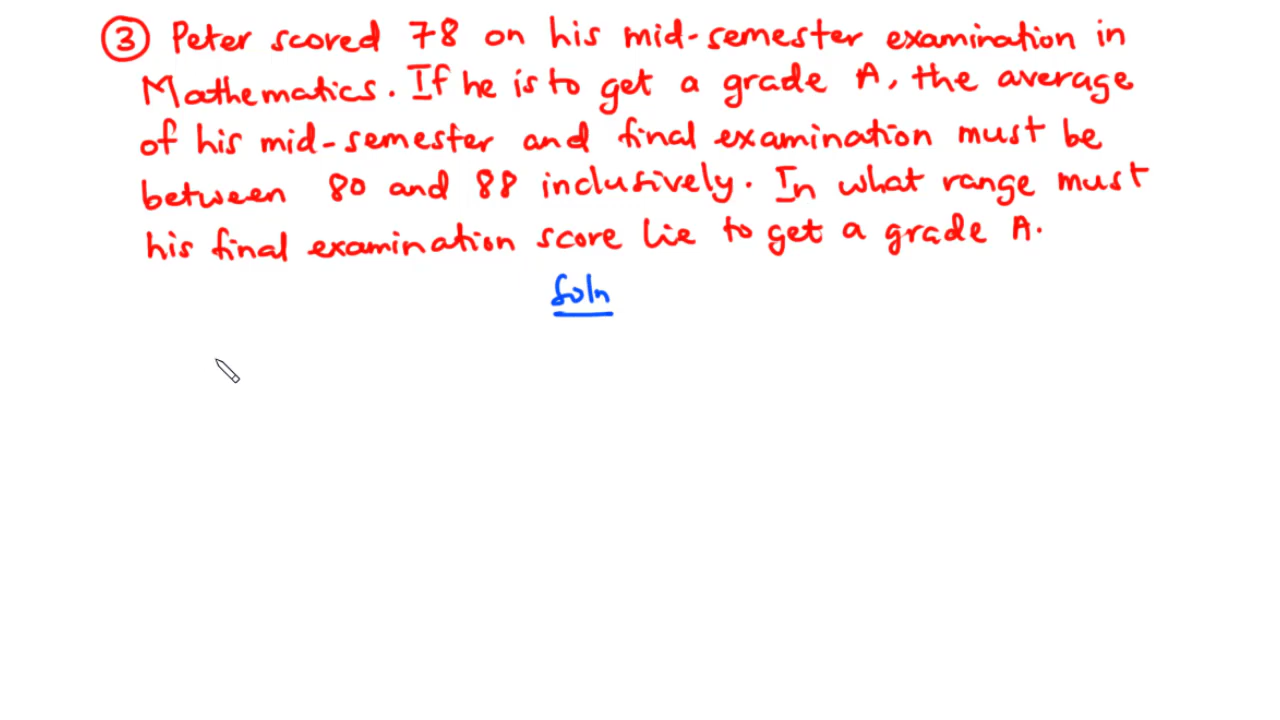 ③ Peter scored 78 on his mid-semester examination in
Mathematics. If he is to get a grade A, the average
of his mid-semester and final examination must be
between 80 and 88 inclusively. In what range must
his final examination score lie to get a grade A.
Soln